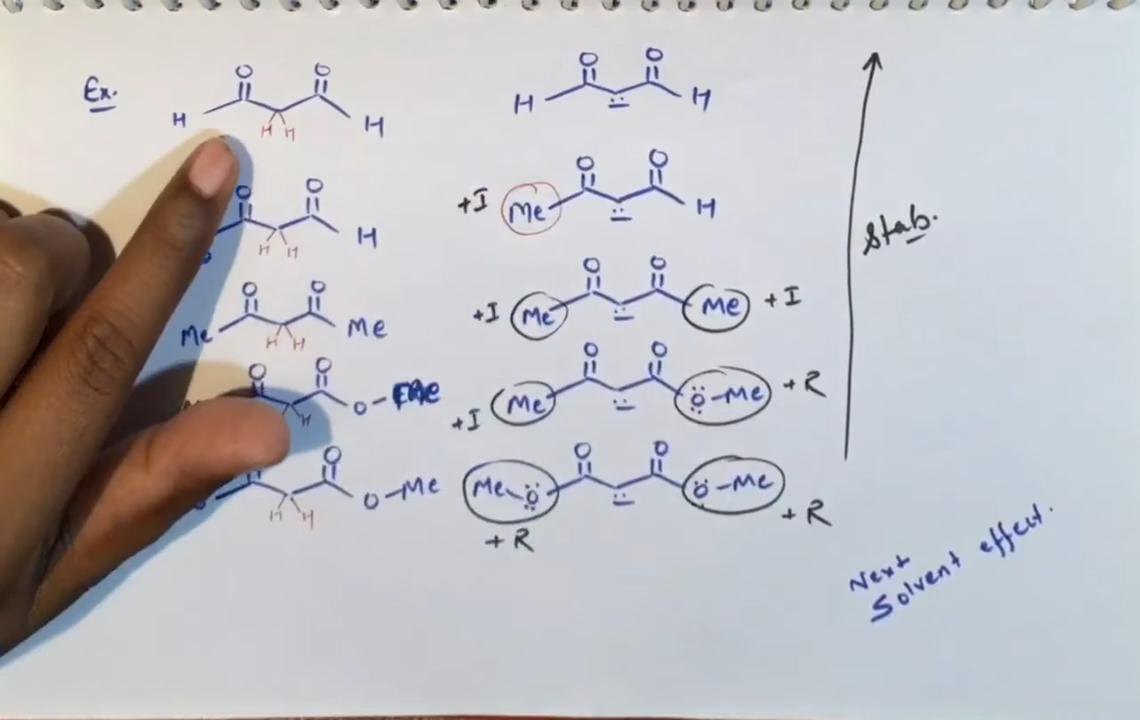 Ex.
O O O O
H H H H H H
O O O O
+I Me H
H H H
O O O O
Me Me +I Me Me +I
H H
O O O O
O - Me +I Me O-Me +R
H
O O O O
O-Me Me O O-Me
H H +R +R
Stab.
Next
Solvent effect.